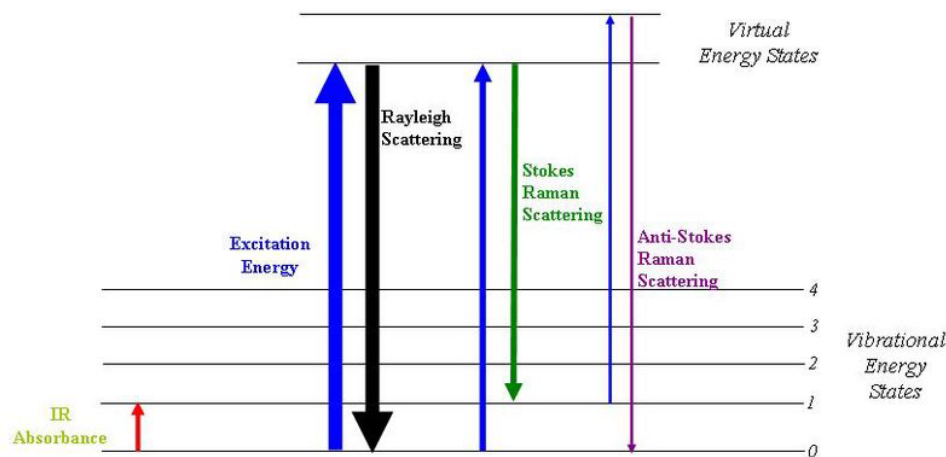 Virtual
Energy States
Rayleigh
Scattering
Stokes
Raman
Scattering
Excitation
Energy
Anti-Stokes
Raman
Scattering
4
3
2
1
0
Vibrational
Energy
States
IR
Absorbance